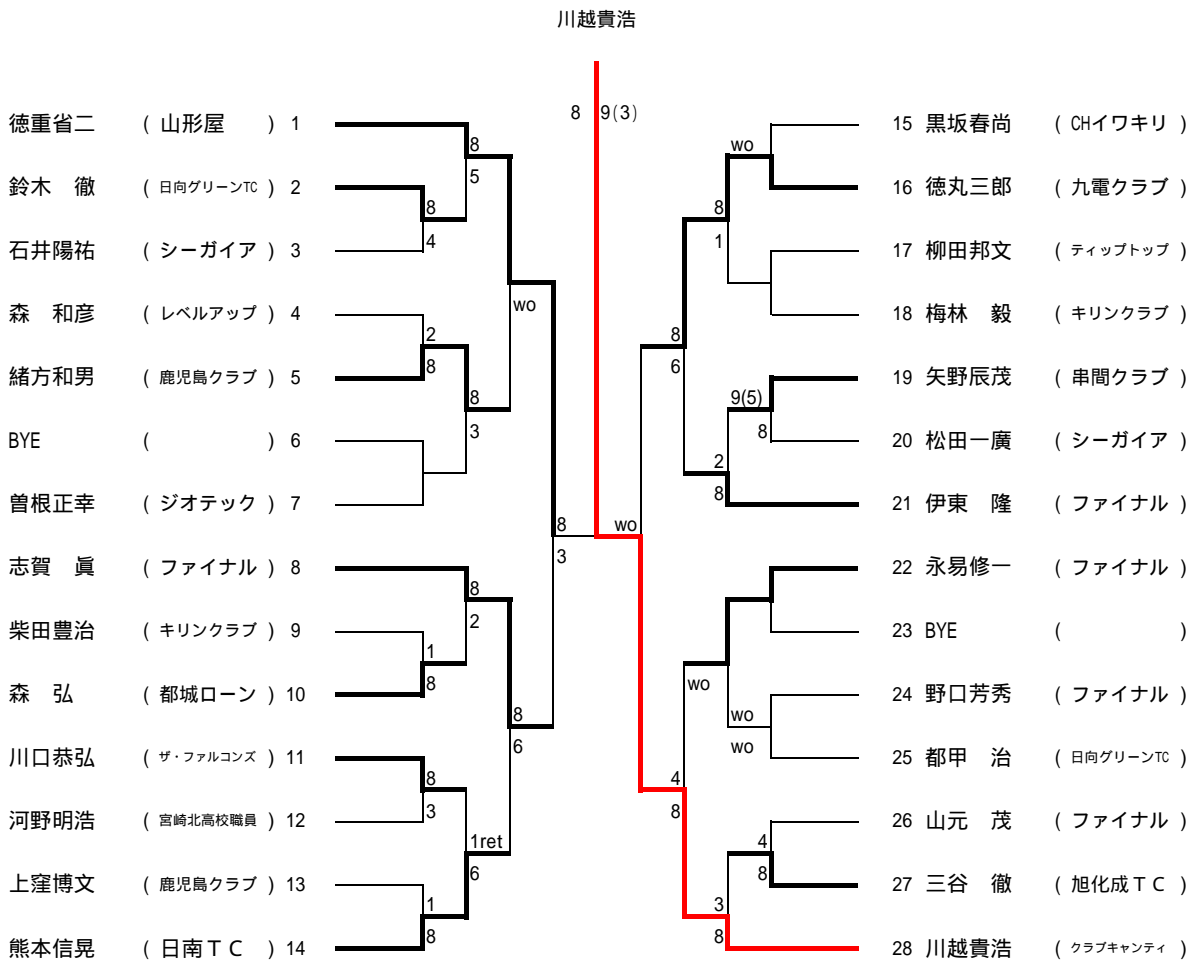 川越貴浩
8 9(3)
徳重省二 ( 山形屋 ) 1
鈴木 徹 ( 日向グリーンTC ) 2
石井陽祐 ( シーガイア ) 3
森 和彦 ( レベルアップ ) 4
緒方和男 ( 鹿児島クラブ ) 5
BYE ( ) 6
曽根正幸 ( ジオテック ) 7
志賀 眞 ( ファイナル ) 8
柴田豊治 ( キリンクラブ ) 9
森 弘 ( 都城ローン ) 10
川口恭弘 ( ザ・ファルコンズ ) 11
河野明浩 ( 宮崎北高校職員 ) 12
上窪博文 ( 鹿児島クラブ ) 13
熊本信晃 ( 日南TC ) 14
8
4
2
8
1
8
8
3
1
8
8
5
8
3
8
2
1ret
6
wo
8
6
8
3
15 黒坂春尚 ( CHイワキリ )
16 徳丸三郎 ( 九電クラブ )
17 柳田邦文 ( ティップトップ )
18 梅林 毅 ( キリンクラブ )
19 矢野辰茂 ( 串間クラブ )
20 松田一廣 ( シーガイア )
21 伊東 隆 ( ファイナル )
22 永易修一 ( ファイナル )
23 BYE ( )
24 野口芳秀 ( ファイナル )
25 都甲 治 ( 日向グリーンTC )
26 山元 茂 ( ファイナル )
27 三谷 徹 ( 旭化成TC )
28 川越貴浩 ( クラブキャンティ )
wo
9(5)
8
wo
wo
4
8
8
1
2
8
wo
3
8
8
6
4
8
wo